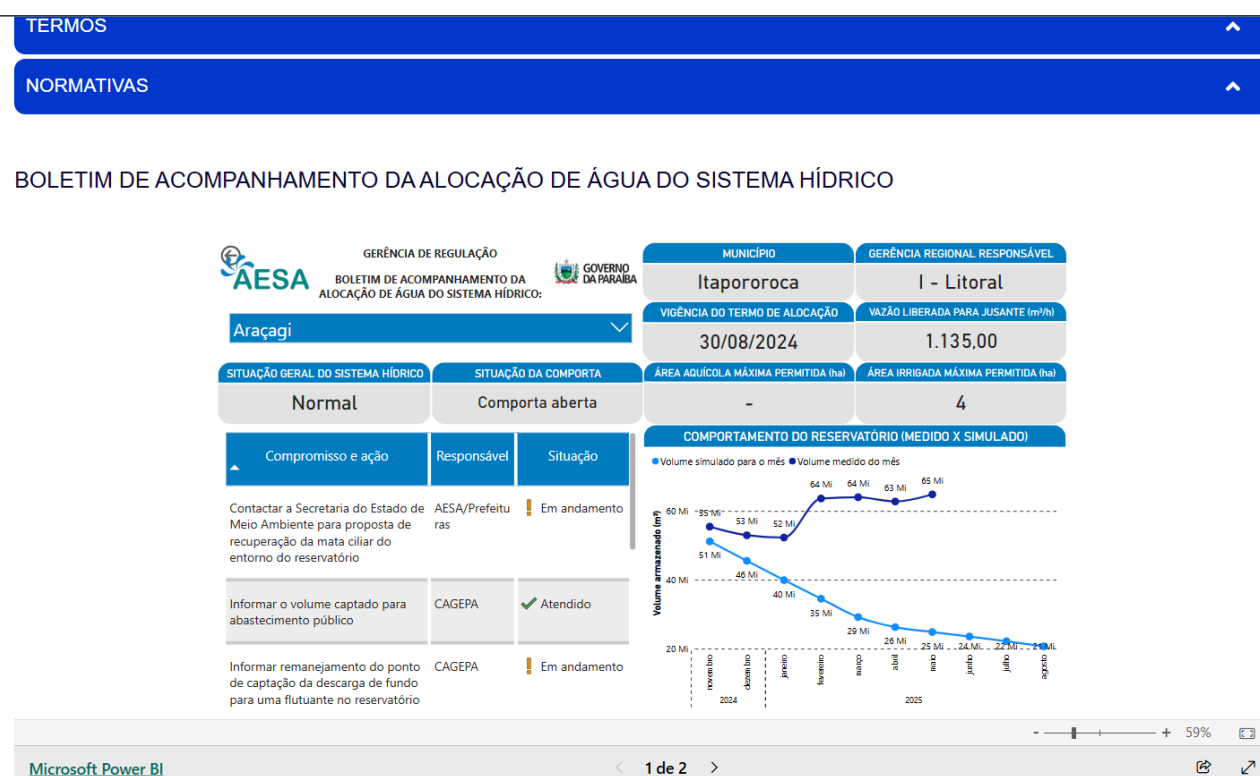 TERMOS
NORMATIVAS
BOLETIM DE ACOMPANHAMENTO DA ALOCAÇÃO DE ÁGUA DO SISTEMA HÍDRICO
AESA
GERÊNCIA DE REGULAÇÃO
BOLETIM DE ACOMPANHAMENTO DA
ALOCAÇÃO DE ÁGUA DO SISTEMA HÍDRICO:
GOVERNO
DA PARAÍBA
Araçagi
MUNICÍPIO
Itapororoca
GERÊNCIA REGIONAL RESPONSÁVEL
I - Litoral
VIGÊNCIA DO TERMO DE ALOCAÇÃO
30/08/2024
VAZÃO LIBERADA PARA JUSANTE (m³/h)
1.135,00
SITUAÇÃO GERAL DO SISTEMA HÍDRICO
Normal
SITUAÇÃO DA COMPORTA
Comporta aberta
ÁREA AQUÍCOLA MÁXIMA PERMITIDA (ha)
-
ÁREA IRRIGADA MÁXIMA PERMITIDA (ha)
4
Compromisso e ação Responsável Situação
Contactar a Secretaria do Estado de AESA/Prefeitu Em andamento
Meio Ambiente para proposta de ras
recuperação da mata ciliar do
entorno do reservatório
Informar o volume captado para CAGEPA Atendido
abastecimento público
Informar remanejamento do ponto CAGEPA Em andamento
de captação da descarga de fundo
para uma flutuante no reservatório
COMPORTAMENTO DO RESERVATÓRIO (MEDIDO X SIMULADO)
Volume simulado para o mês Volume medido do mês
Volume armazenado (m³)
60 Mi
40 Mi
20 Mi
55 Mi
53 Mi
52 Mi
64 Mi
64 Mi
63 Mi
65 Mi
51 Mi
46 Mi
40 Mi
35 Mi
29 Mi
26 Mi
25 Mi
24 Mi
22 Mi
21 Mi
novembro
dezembro
janeiro
fevereiro
março
abril
maio
junho
julho
agosto
2024
2025
- + 59%
Microsoft Power BI
1 de 2